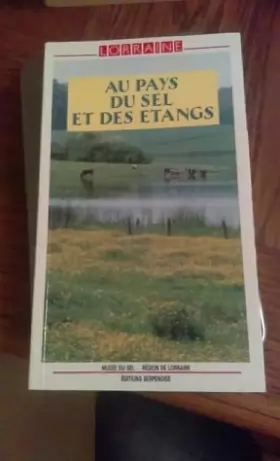 LORRAINE
AU PAYS
DU SEL
ET DES ETANGS
MUSEE DU SEL REGION DE LORRAINE
EDITIONS SERPENOISE